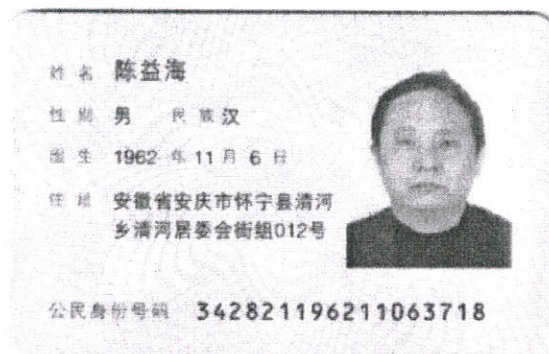 姓名 陈益海
性别 男 民族 汉
出生 1962 年 11 月 6 日
住址 安徽省安庆市怀宁县清河
乡清河居委会街组012号
公民身份号码 342821196211063718